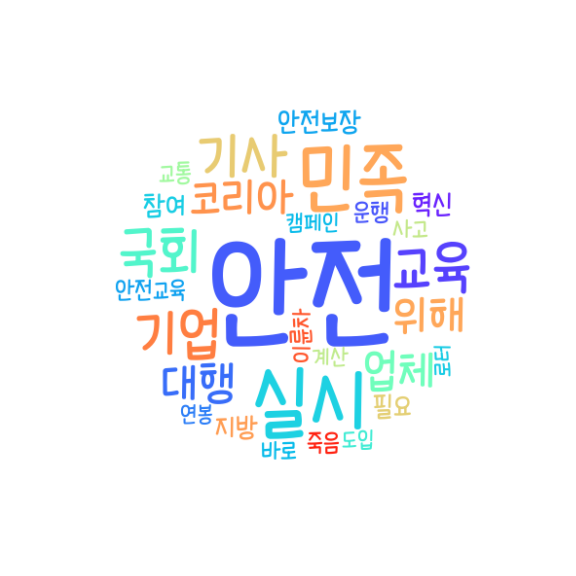 안전보장
기사
민족
교통
코리아
참여
캠페인
운행
혁신
사고
국회
안전
교육
안전교육
기업
이륜차
위해
계산
업체
로터
대행
실시
연봉
지방
필요
바로
죽음
도입